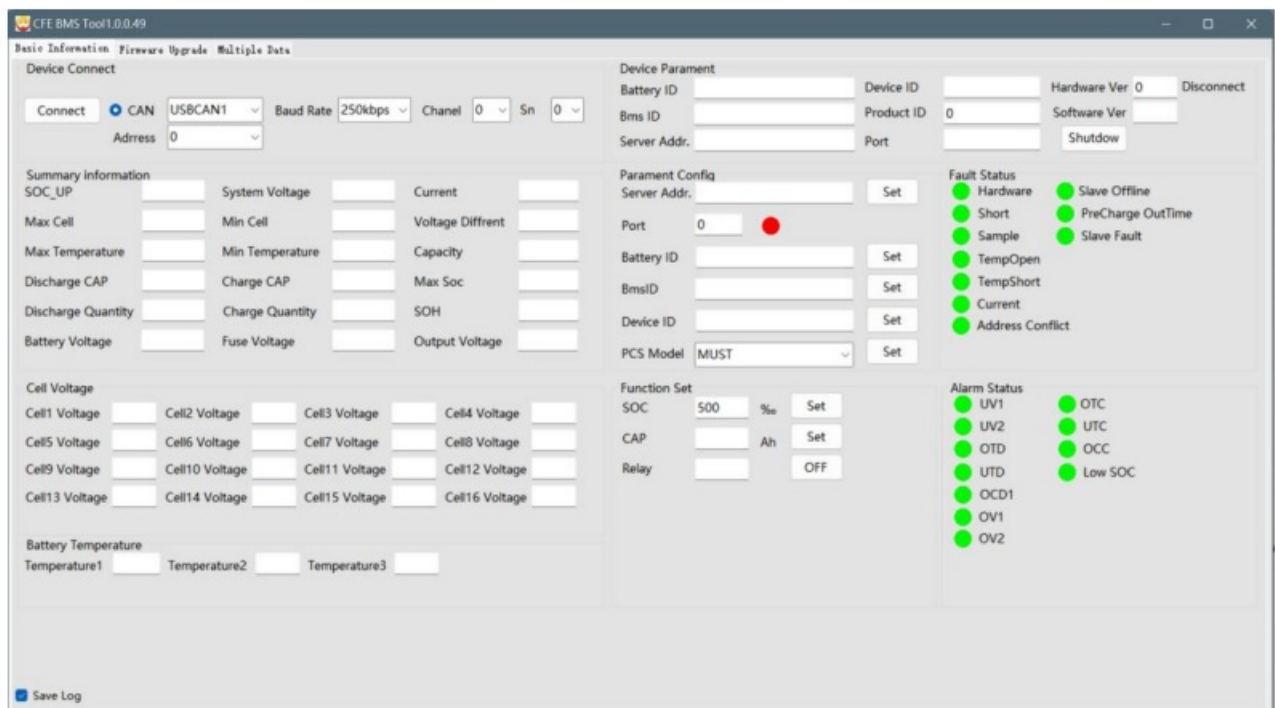 CFE BMS Tool1.0.0.49
Basic Information Firmware Upgrade Multiple Data
Device Connect
Connect CAN USBCAN1 Baud Rate 250kbps Chanel 0 Sn 0
Adrress 0
Device Parament
Battery ID Device ID Hardware Ver 0 Disconnect
Bms ID Product ID 0 Software Ver
Server Addr. Port Shutdow
Summary information
SOC_UP System Voltage Current
Max Cell Min Cell Voltage Diffrent
Max Temperature Min Temperature Capacity
Discharge CAP Charge CAP Max Soc
Discharge Quantity Charge Quantity SOH
Battery Voltage Fuse Voltage Output Voltage
Parament Config
Server Addr. Set
Port 0
Battery ID Set
BmsID Set
Device ID Set
PCS Model MUST Set
Fault Status
Hardware Slave Offline
Short PreCharge OutTime
Sample Slave Fault
TempOpen
TempShort
Current
Address Conflict
Cell Voltage
Cell1 Voltage Cell2 Voltage Cell3 Voltage Cell4 Voltage
Cell5 Voltage Cell6 Voltage Cell7 Voltage Cell8 Voltage
Cell9 Voltage Cell10 Voltage Cell11 Voltage Cell12 Voltage
Cell13 Voltage Cell14 Voltage Cell15 Voltage Cell16 Voltage
Battery Temperature
Temperature1 Temperature2 Temperature3
Function Set
SOC 500 ‰ Set
CAP Ah Set
Relay OFF
Alarm Status
UV1 OTC
UV2 UTC
OTD OCC
UTD Low SOC
OCD1
OV1
OV2
Save Log